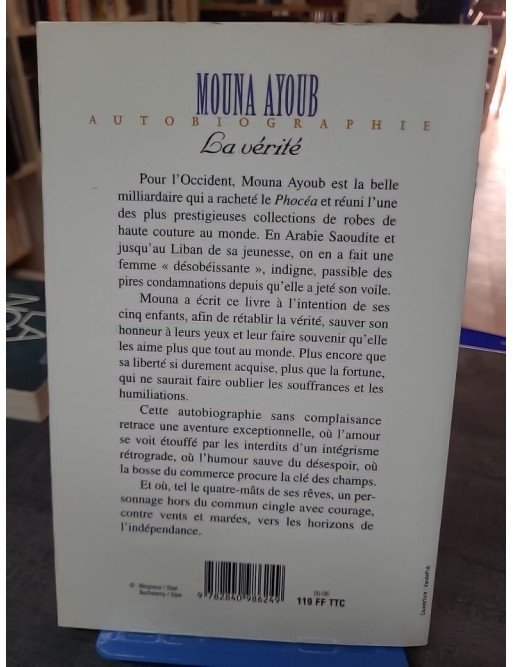 MOUNA AYOUB
AUTOBIOGRAPHIE
La vérité
Pour l'Occident, Mouna Ayoub est la belle
milliardaire qui a racheté le Phocéa et réuni l'une
des plus prestigieuses collections de robes de
haute couture au monde. En Arabie Saoudite et
jusqu'au Liban de sa jeunesse, on en a fait une
femme « désobéissante », indigne, passible des
pires condamnations depuis qu'elle a jeté son voile.
Mouna a écrit ce livre à l'intention de ses
cinq enfants, afin de rétablir la vérité, sauver son
honneur à leurs yeux et leur faire souvenir qu'elle
les aime plus que tout au monde. Plus encore que
sa liberté si durement acquise, plus que la fortune,
qui ne saurait faire oublier les souffrances et les
humiliations.
Cette autobiographie sans complaisance
retrace une aventure exceptionnelle, où l'amour
se voit étouffé par les interdits d'un intégrisme
rétrograde, où l'humour sauve du désespoir, où
la bosse du commerce procure la clé des champs.
Et où, tel le quatre-mâts de ses rêves, un per-
sonnage hors du commun cingle avec courage,
contre vents et marées, vers les horizons de
l'indépendance.
/ Sipa
Barthelemy / Sipa
9 782840 986249
00-06
119 FF TTC
Couverture :